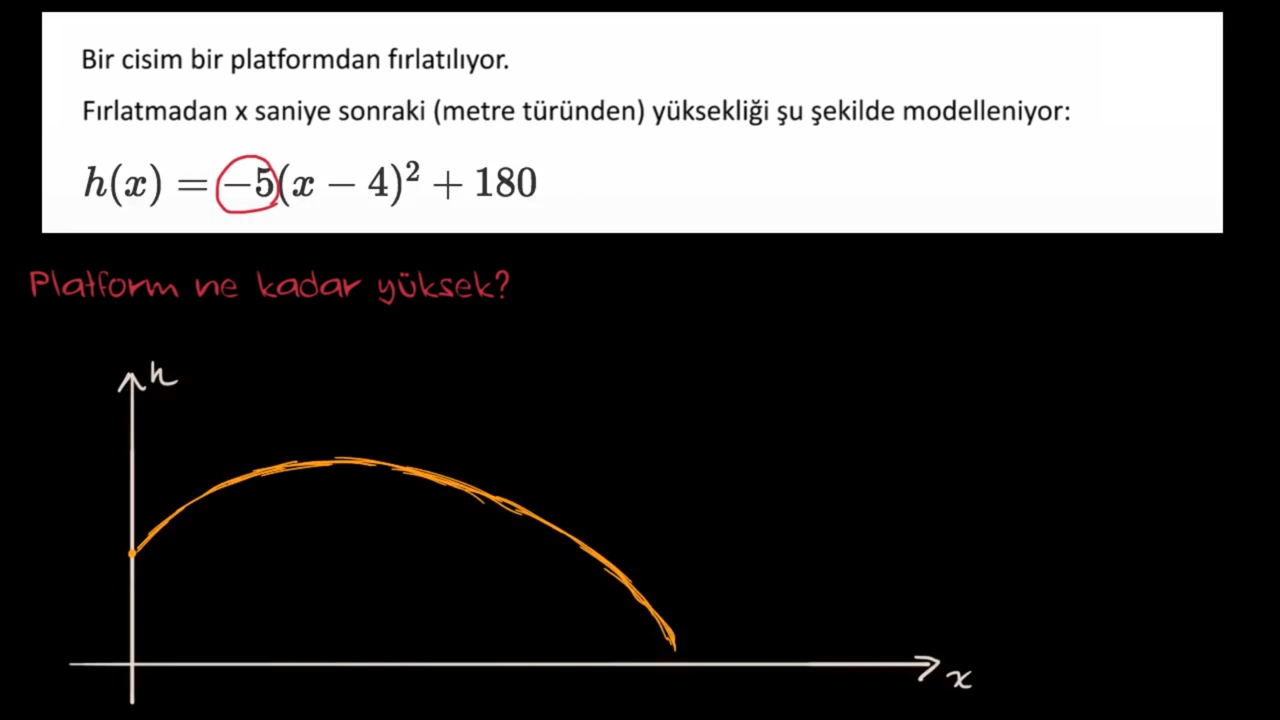 Bir cisim bir platformdan fırlatılıyor.
Fırlatmadan x saniye sonraki (metre türünden) yüksekliği şu şekilde modelleniyor:
h(x) = −5(x − 4)² + 180
Platform ne kadar yüksek?
h
x